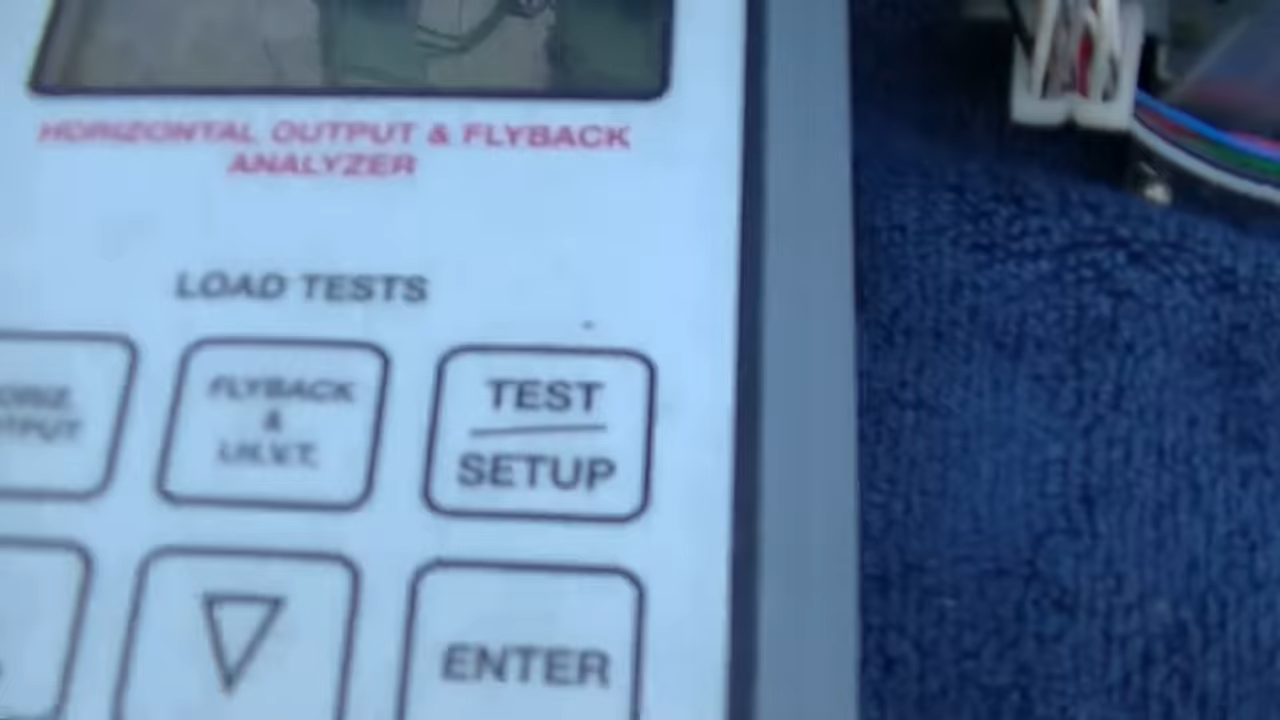 HORIZONTAL OUTPUT & FLYBACK
ANALYZER
LOAD TESTS
FLYBACK
&
TEST
SETUP
ENTER